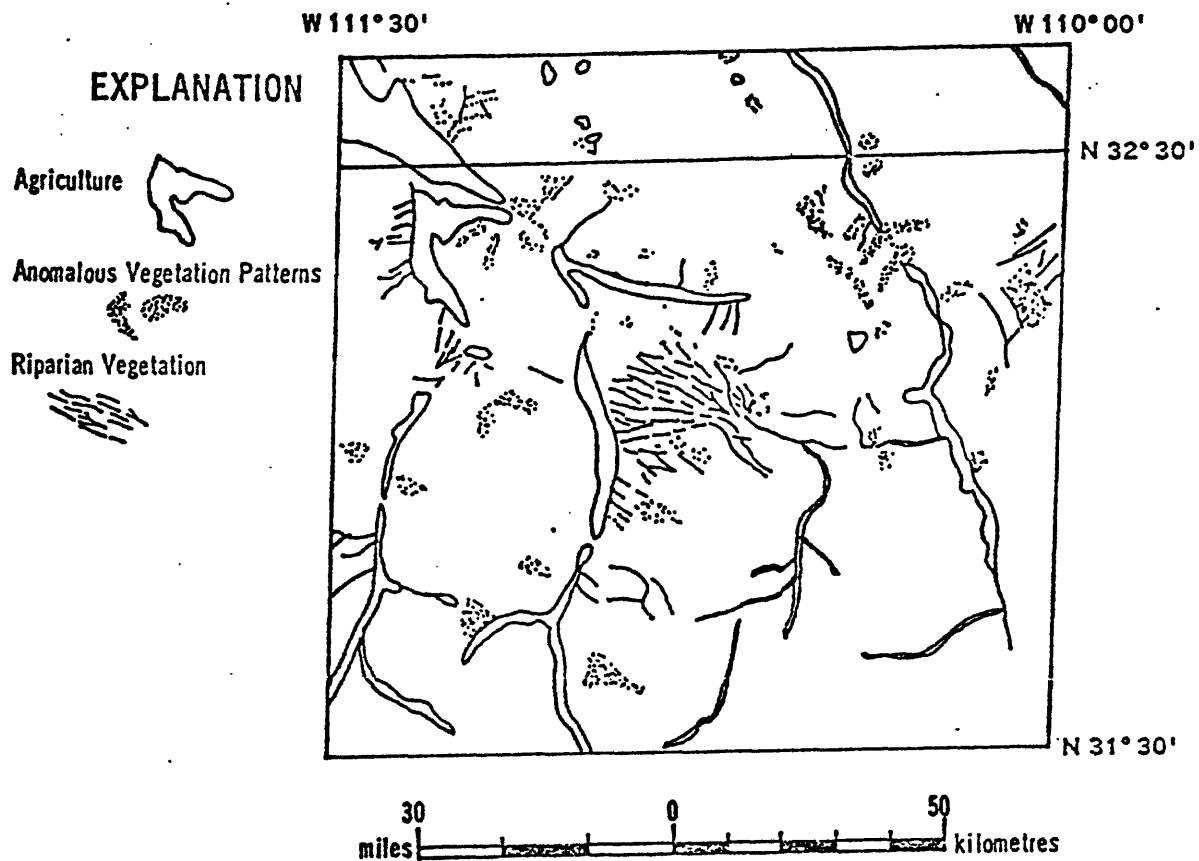 W 111°30'
W 110°00'
EXPLANATION
Agriculture
Anomalous Vegetation Patterns
Riparian Vegetation
N 32°30'
N 31°30'
30
0
50
miles
kilometres